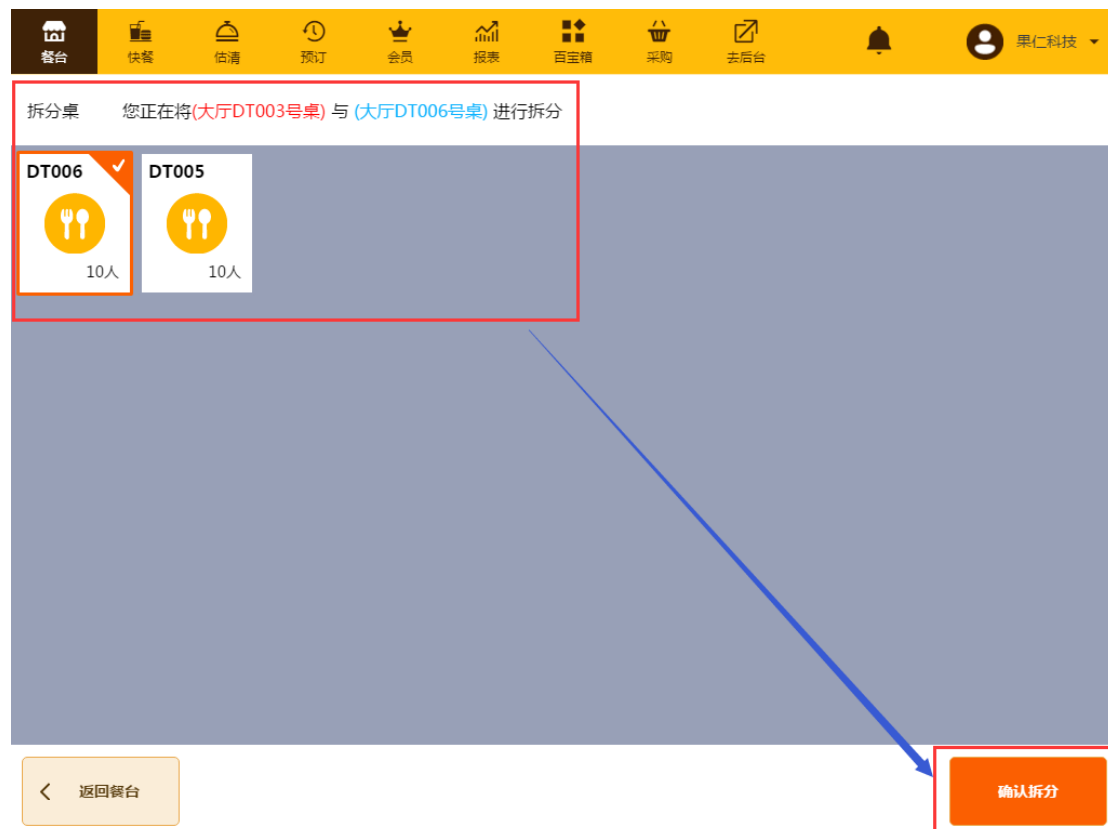 餐台 快餐 估清 预订 会员 报表 百宝箱 采购 去后台 果仁科技
拆分桌 您正在将(大厅DT003号桌) 与 (大厅DT006号桌) 进行拆分
DT006 DT005
10人 10人
返回餐台 确认拆分